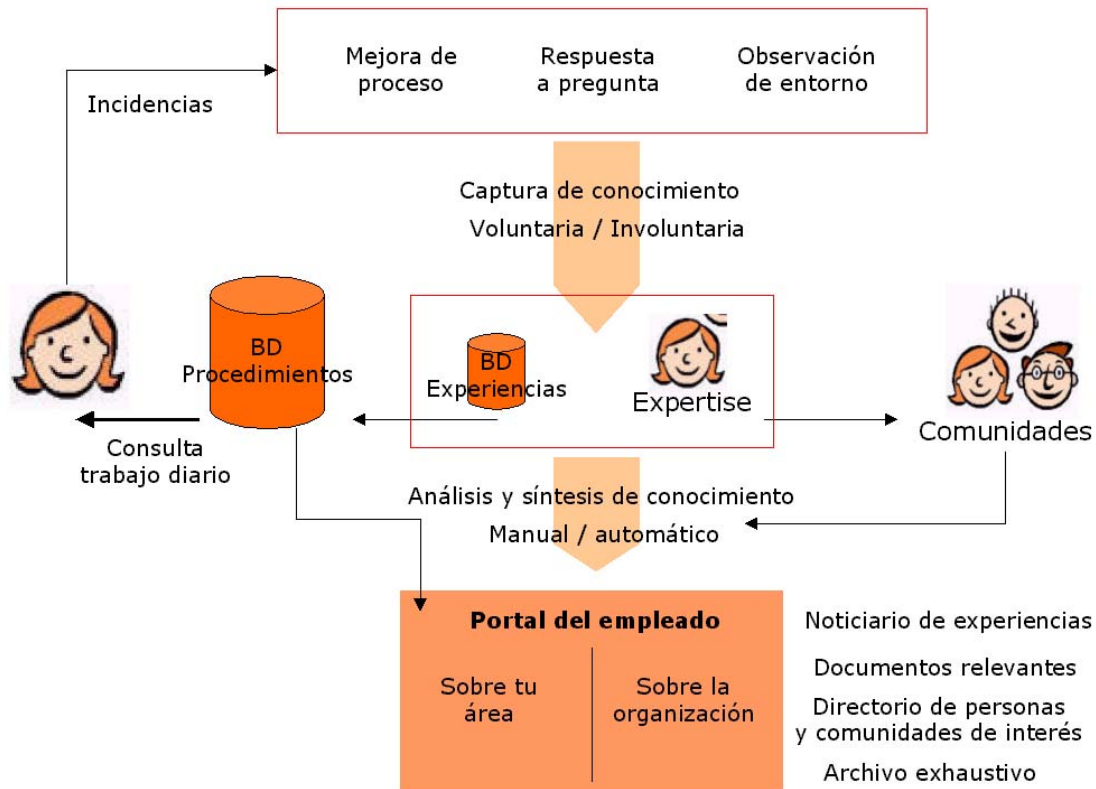 Mejora de
proceso
Respuesta
a pregunta
Observación
de entorno
Incidencias
Captura de conocimiento
Voluntaria / Involuntaria
BD
Procedimientos
BD
Experiencias
Expertise
Comunidades
Consulta
trabajo diario
Análisis y síntesis de conocimiento
Manual / automático
Portal del empleado
Sobre tu
área
Sobre la
organización
Noticiario de experiencias
Documentos relevantes
Directorio de personas
y comunidades de interés
Archivo exhaustivo